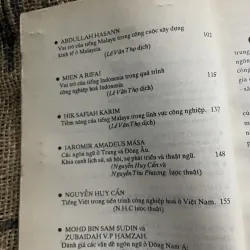 ABDULLAH HASANN
Vai trò của tiếng Malayu trong công cuộc xây dựng
kinh tế ở Malaysia. 102
(Lê Văn Thọ dịch)
MIEN A RIFAI
Vai trò của tiếng Indonesia trong quá trình
công nghiệp hoá Indonesia. 116
(Lê Văn Thọ dịch)
HJR SAFIAH KARIM
Tiềm năng của tiếng Malayu trong lĩnh vực công nghiệp. 137
(Lê Văn Thọ dịch)
JAROMIR AMADEUS MASA
Các ngôn ngữ ở Trung và Đông Âu. 148
Khía cạnh lịch sử, xã hội, sự phát triển và thuật ngữ.
(Nguyễn Huy Cẩn và
Nguyễn Thu Phương lược thuật)
NGUYỄN HUY CẨN
Tiếng Việt trong tiến trình công nghiệp hoá ở Việt Nam. 155
(N.H.C lược thuật)
MOHD BIN SAM SUDIN và
ZUBAIDAH V.P HAMZAH.
Đánh giá các vấn đề ngôn ngữ ở Đông Nam Á: